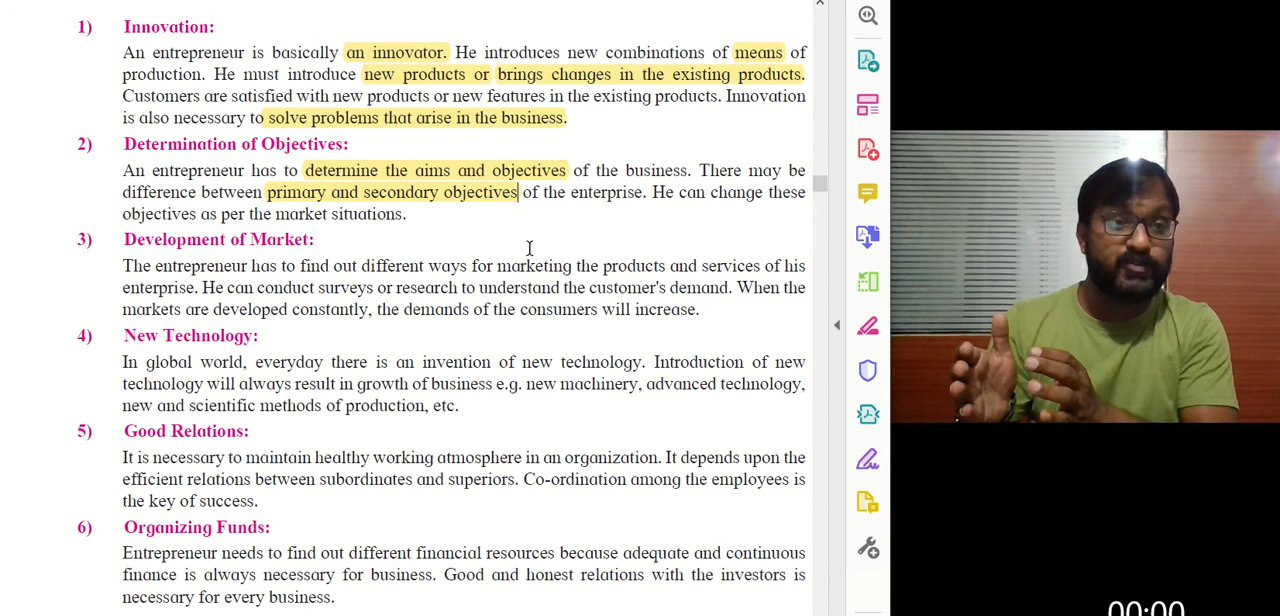 1) Innovation:
An entrepreneur is basically an innovator. He introduces new combinations of means of
production. He must introduce new products or brings changes in the existing products.
Customers are satisfied with new products or new features in the existing products. Innovation
is also necessary to solve problems that arise in the business.
2) Determination of Objectives:
An entrepreneur has to determine the aims and objectives of the business. There may be
difference between primary and secondary objectives of the enterprise. He can change these
objectives as per the market situations.
3) Development of Market:
The entrepreneur has to find out different ways for marketing the products and services of his
enterprise. He can conduct surveys or research to understand the customer's demand. When the
markets are developed constantly, the demands of the consumers will increase.
4) New Technology:
In global world, everyday there is an invention of new technology. Introduction of new
technology will always result in growth of business e.g. new machinery, advanced technology,
new and scientific methods of production, etc.
5) Good Relations:
It is necessary to maintain healthy working atmosphere in an organization. It depends upon the
efficient relations between subordinates and superiors. Co-ordination among the employees is
the key of success.
6) Organizing Funds:
Entrepreneur needs to find out different financial resources because adequate and continuous
finance is always necessary for business. Good and honest relations with the investors is
necessary for every business.
00:00